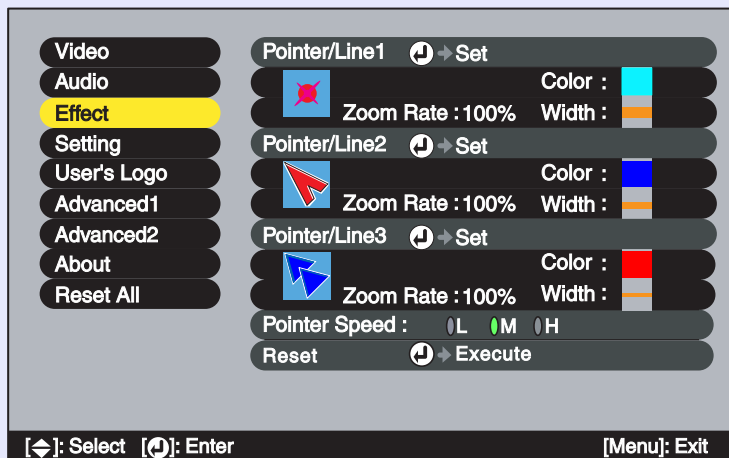 Video
Audio
Effect
Setting
User's Logo
Advanced1
Advanced2
About
Reset All
Pointer/Line1 Set
Color :
Zoom Rate : 100% Width :
Pointer/Line2 Set
Color :
Zoom Rate : 100% Width :
Pointer/Line3 Set
Color :
Zoom Rate : 100% Width :
Pointer Speed : L M H
Reset Execute
[ ]: Select [ ]: Enter [Menu]: Exit